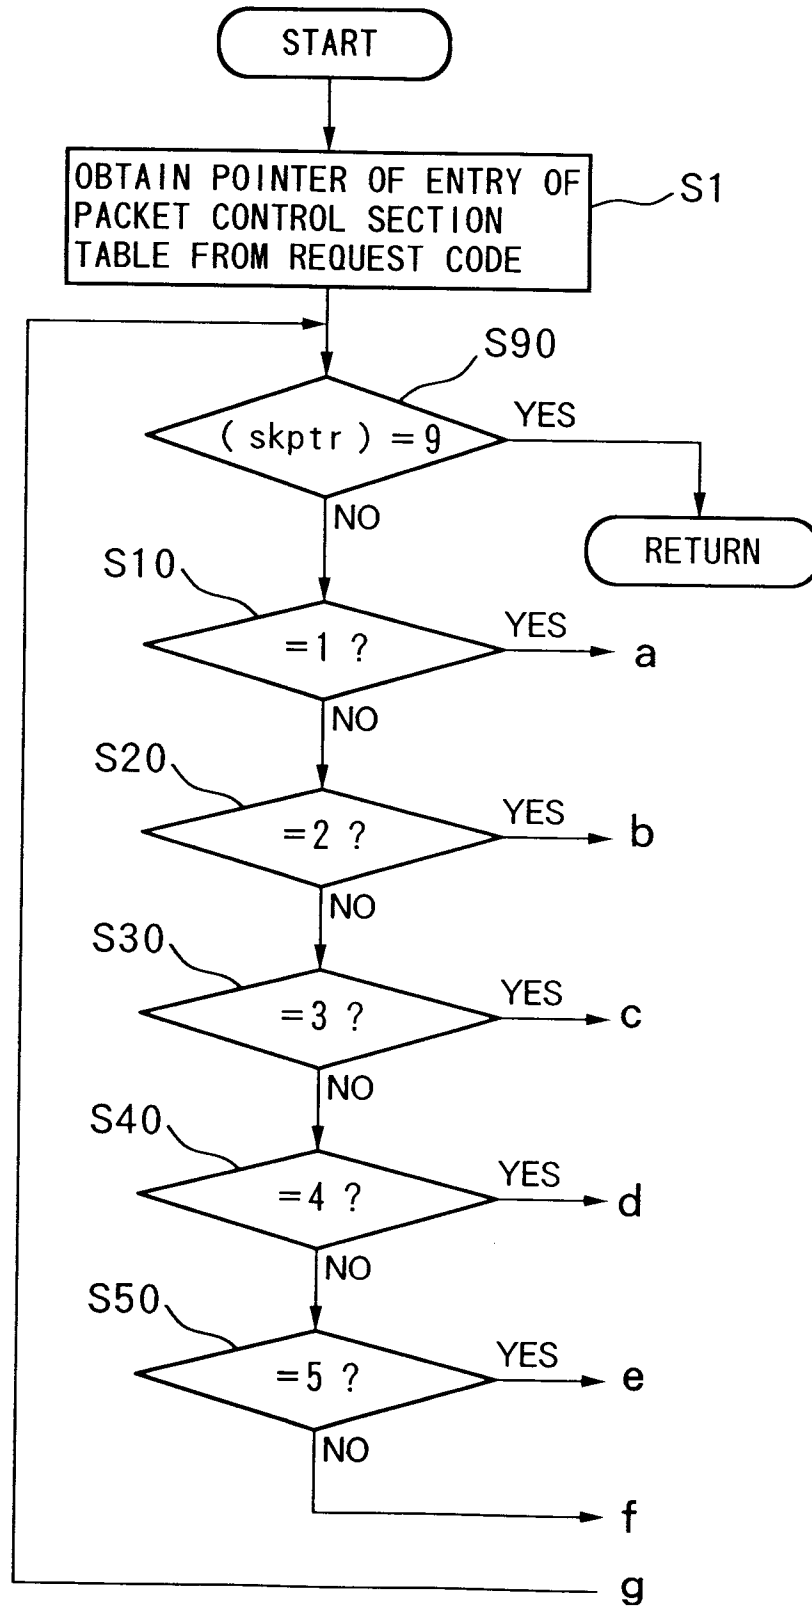 START
OBTAIN POINTER OF ENTRY OF
PACKET CONTROL SECTION
TABLE FROM REQUEST CODE
S1
S90
(skptr) = 9
YES
NO
RETURN
S10
=1 ?
YES
a
NO
S20
=2 ?
YES
b
NO
S30
=3 ?
YES
c
NO
S40
=4 ?
YES
d
NO
S50
=5 ?
YES
e
NO
f
g